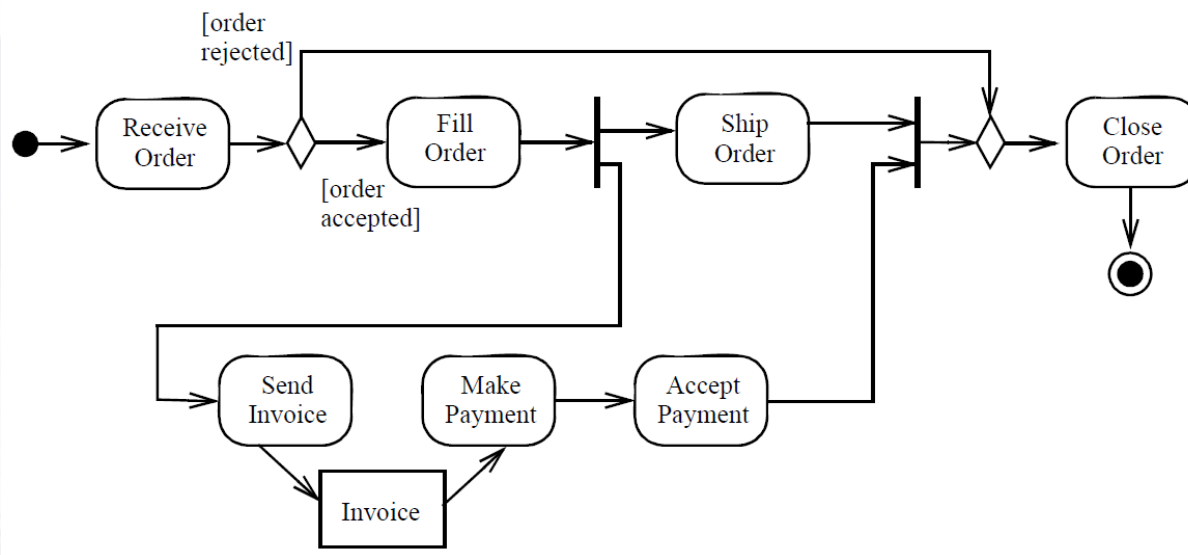 [order
rejected]
Receive
Order
[order
accepted]
Fill
Order
Ship
Order
Close
Order
Send
Invoice
Invoice
Make
Payment
Accept
Payment